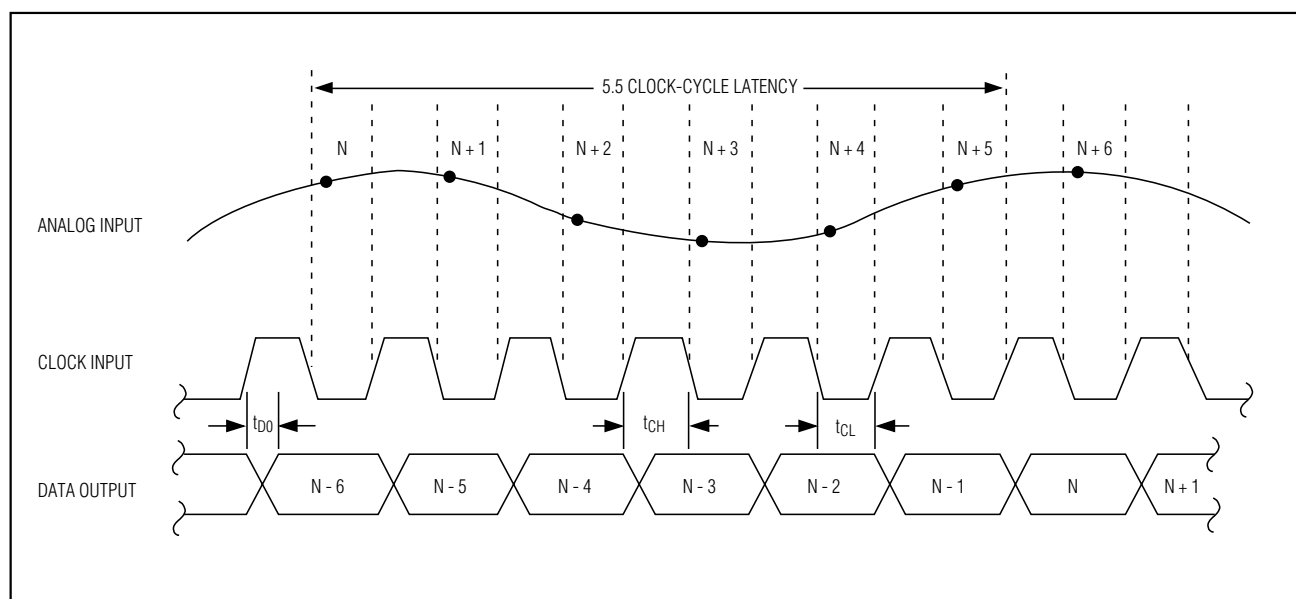 5.5 CLOCK-CYCLE LATENCY
N N + 1 N + 2 N + 3 N + 4 N + 5 N + 6
ANALOG INPUT
CLOCK INPUT
tD0 tCH tCL
DATA OUTPUT N - 6 N - 5 N - 4 N - 3 N - 2 N - 1 N N + 1